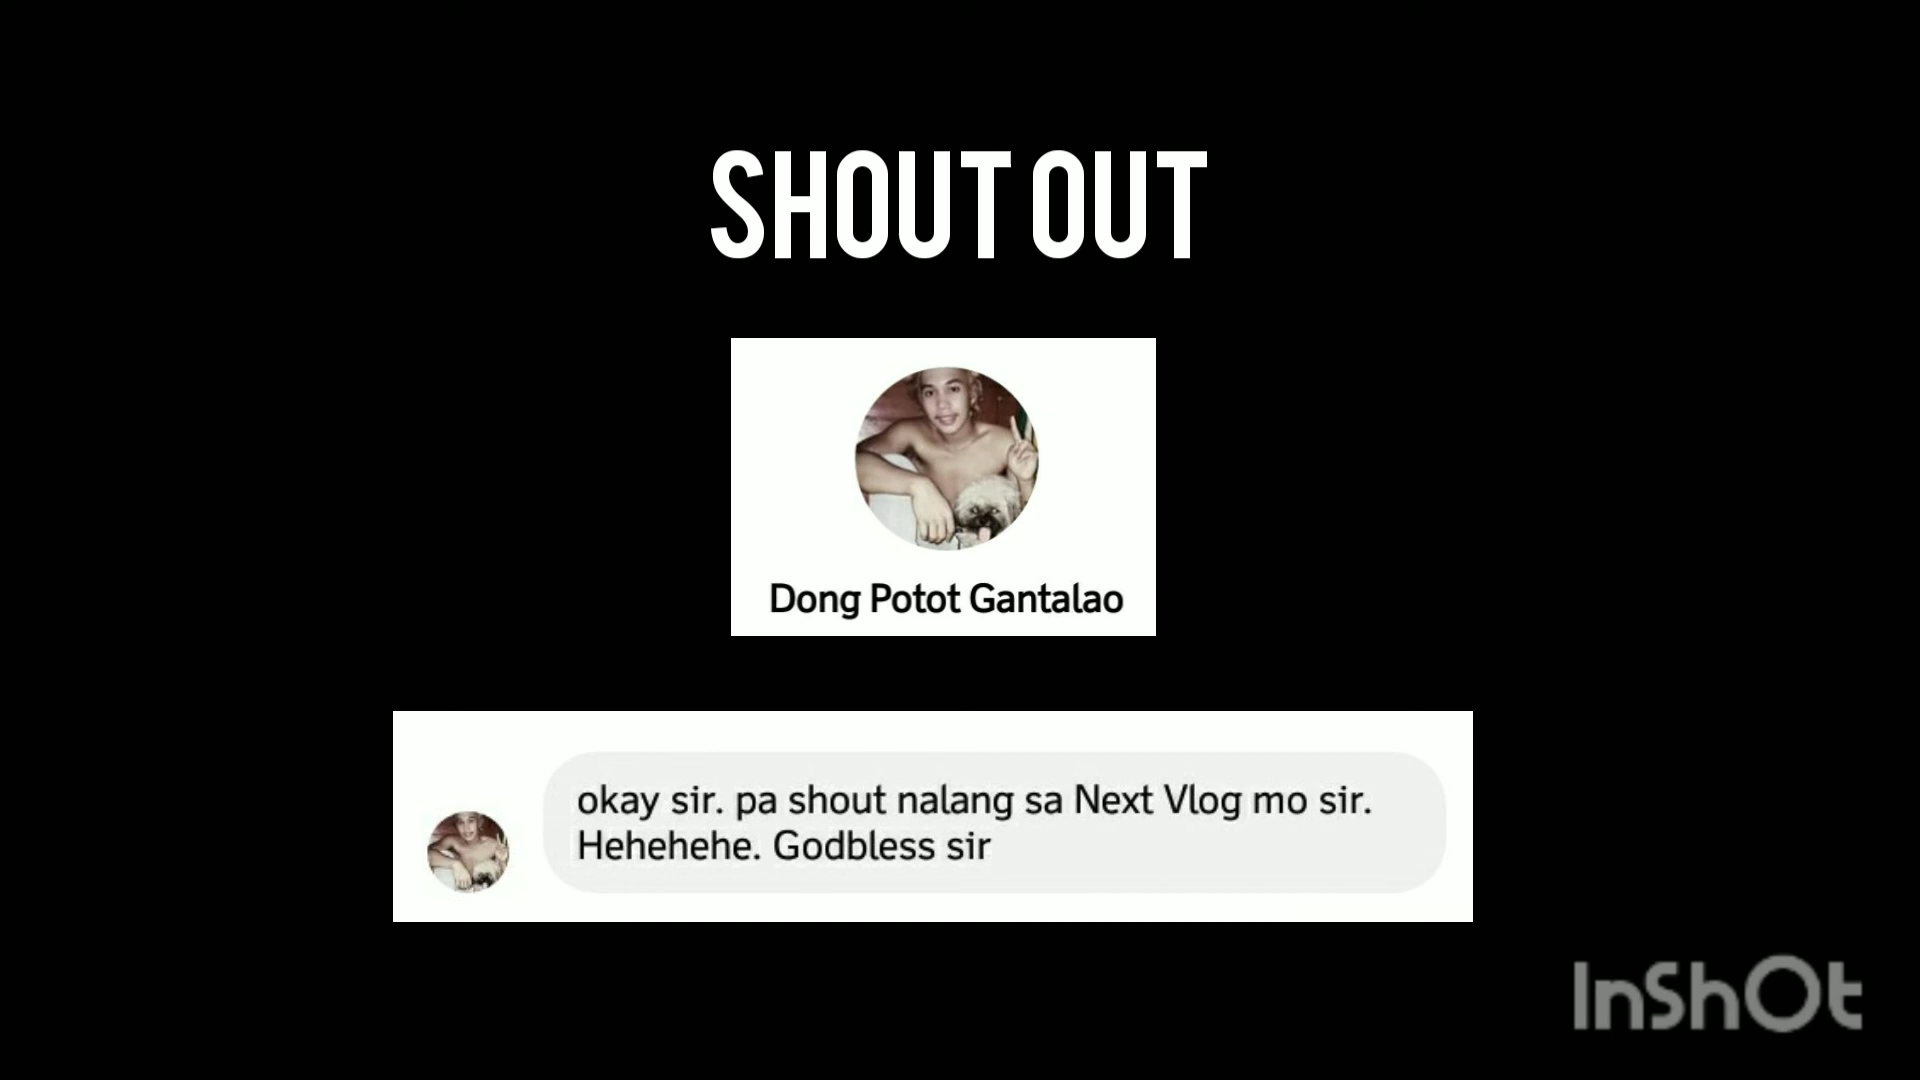 SHOUT OUT
Dong Potot Gantalao
okay sir. pa shout nalang sa Next Vlog mo sir.
Hehehehe. Godbless sir
InShOt